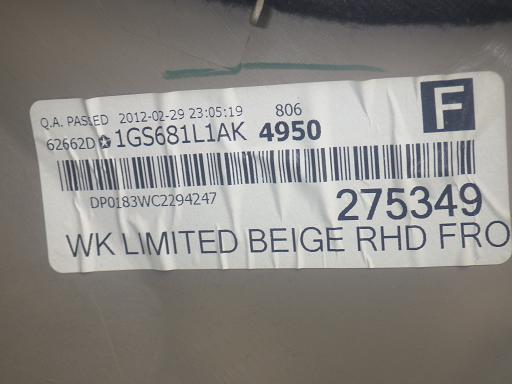 Q.A. PASSED 2012-02-29 23:05:19 806
F
62662D 1GS681L1AK 4950
DP0183WC2294247
275349
WK LIMITED BEIGE RHD FRO